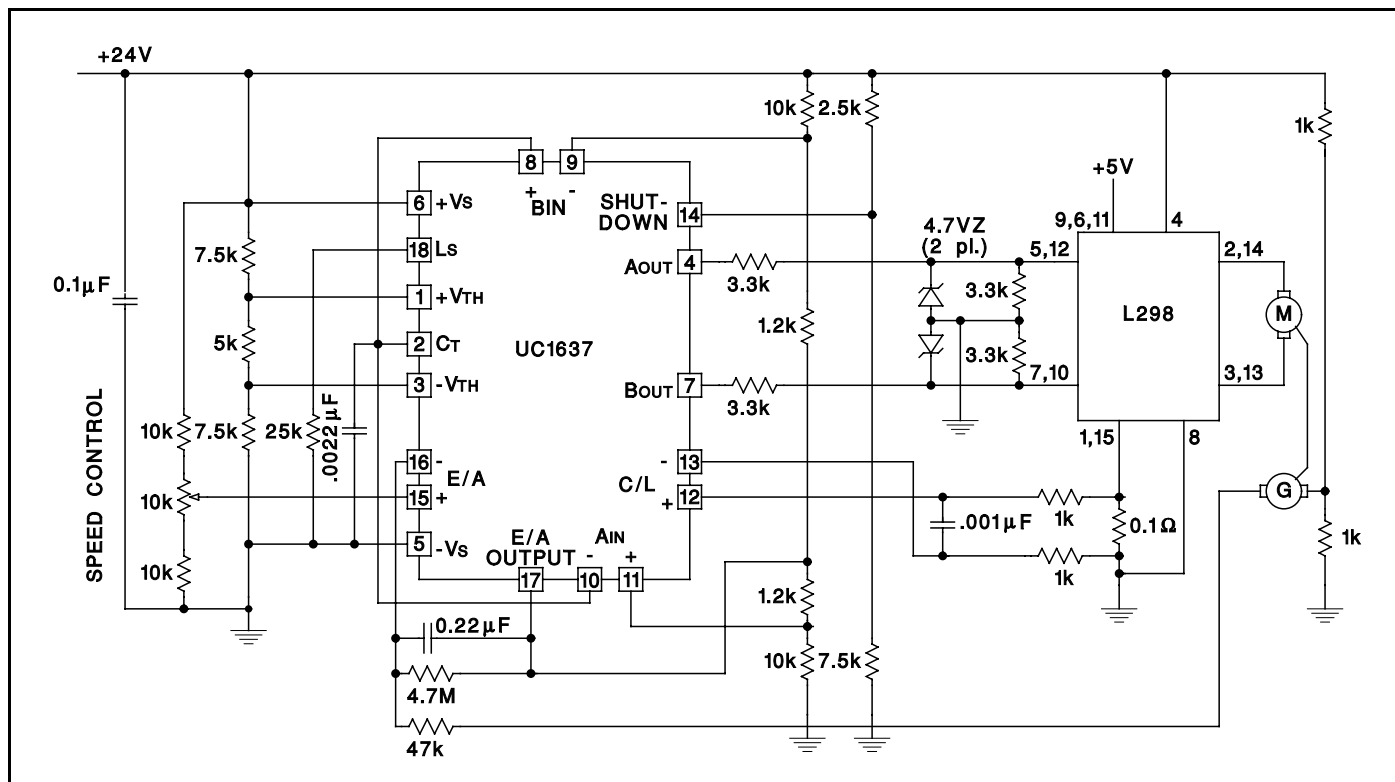 +24V
10k
2.5k
1k
8
9
+
-
BIN
+5V
6
+VS
SHUT-
DOWN
14
9,6,11
4
7.5k
18
LS
4
AOUT
3.3k
4.7VZ
(2 pl.)
5,12
2,14
0.1µF
1
+VTH
3.3k
L298
M
5k
2
CT
UC1637
1.2k
3.3k
3
-VTH
BOUT
7
3.3k
7,10
3,13
SPEED CONTROL
10k
7.5k
25k
.0022µF
1,15
8
16
-
E/A
-
13
C/L
10k
15
+
+
12
.001µF
1k
0.1Ω
G
5
-VS
E/A
OUTPUT
AIN
-
+
1k
1k
10k
17
10
11
1.2k
0.22µF
10k
7.5k
4.7M
47k